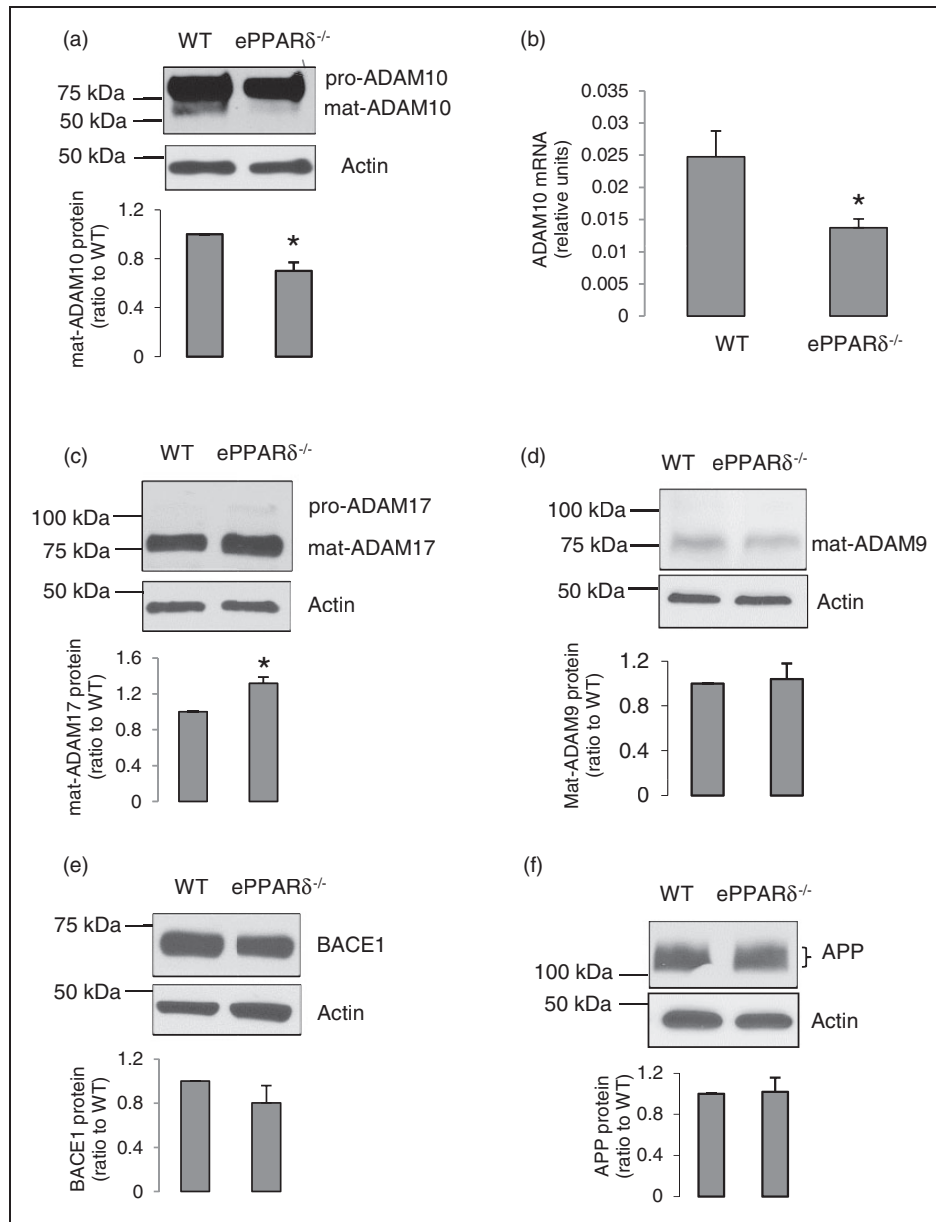 (a)
WT ePPARδ-/-
pro-ADAM10
75 kDa
mat-ADAM10
50 kDa
50 kDa
Actin
mat-ADAM10 protein
(ratio to WT)
1.2
0.8
0.4
0
*
(b)
ADAM10 mRNA
(relative units)
0.035
0.03
0.025
0.02
0.015
0.01
0.005
0
*
WT ePPARδ-/-
(c)
WT ePPARδ-/-
pro-ADAM17
100 kDa
75 kDa
mat-ADAM17
50 kDa
Actin
mat-ADAM17 protein
(ratio to WT)
1.6
1.2
0.8
0.4
0
*
(d)
WT ePPARδ-/-
100 kDa
75 kDa
mat-ADAM9
50 kDa
Actin
Mat-ADAM9 protein
(ratio to WT)
1.2
0.8
0.4
0
(e)
WT ePPARδ-/-
75 kDa
BACE1
50 kDa
Actin
BACE1 protein
(ratio to WT)
1.2
0.8
0.4
0
(f)
WT ePPARδ-/-
APP
100 kDa
50 kDa
Actin
APP protein
(ratio to WT)
1.2
0.8
0.4
0